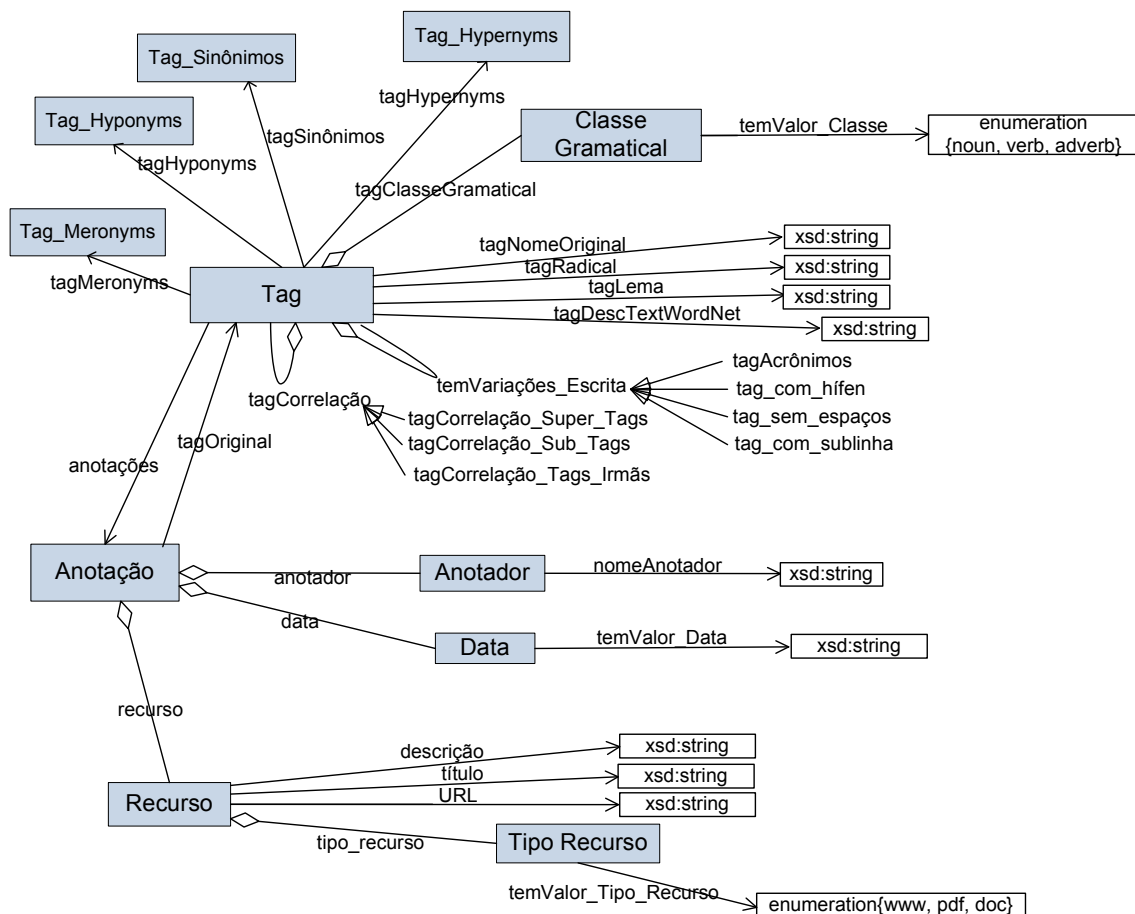 Tag_Hypernyms
Tag_Sinônimos
tagHypernyms
Tag_Hyponyms
tagSinônimos
Classe
Gramatical
temValor_Classe
enumeration
{noun, verb, adverb}
tagHyponyms
tagClasseGramatical
Tag_Meronyms
tagNomeOriginal
xsd:string
tagMeronyms
tagRadical
xsd:string
Tag
tagLema
xsd:string
tagDescTextWordNet
xsd:string
tagAcrônimos
temVariações_Escrita
tag_com_hífen
tagCorrelação
tag_sem_espaços
tagCorrelação_Super_Tags
tagOriginal
tag_com_sublinha
tagCorrelação_Sub_Tags
anotações
tagCorrelação_Tags_Irmãs
Anotação
anotador
Anotador
nomeAnotador
xsd:string
data
Data
temValor_Data
xsd:string
recurso
descrição
xsd:string
título
xsd:string
Recurso
URL
xsd:string
tipo_recurso
Tipo Recurso
temValor_Tipo_Recurso
enumeration{www, pdf, doc}